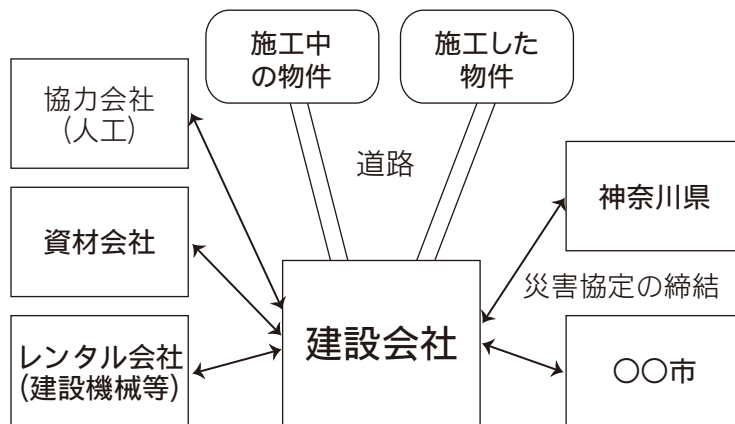 施工中
の物件
施工した
物件
協力会社
(人工)
道路
神奈川県
資材会社
災害協定の締結
レンタル会社
(建設機械等)
建設会社
〇〇市